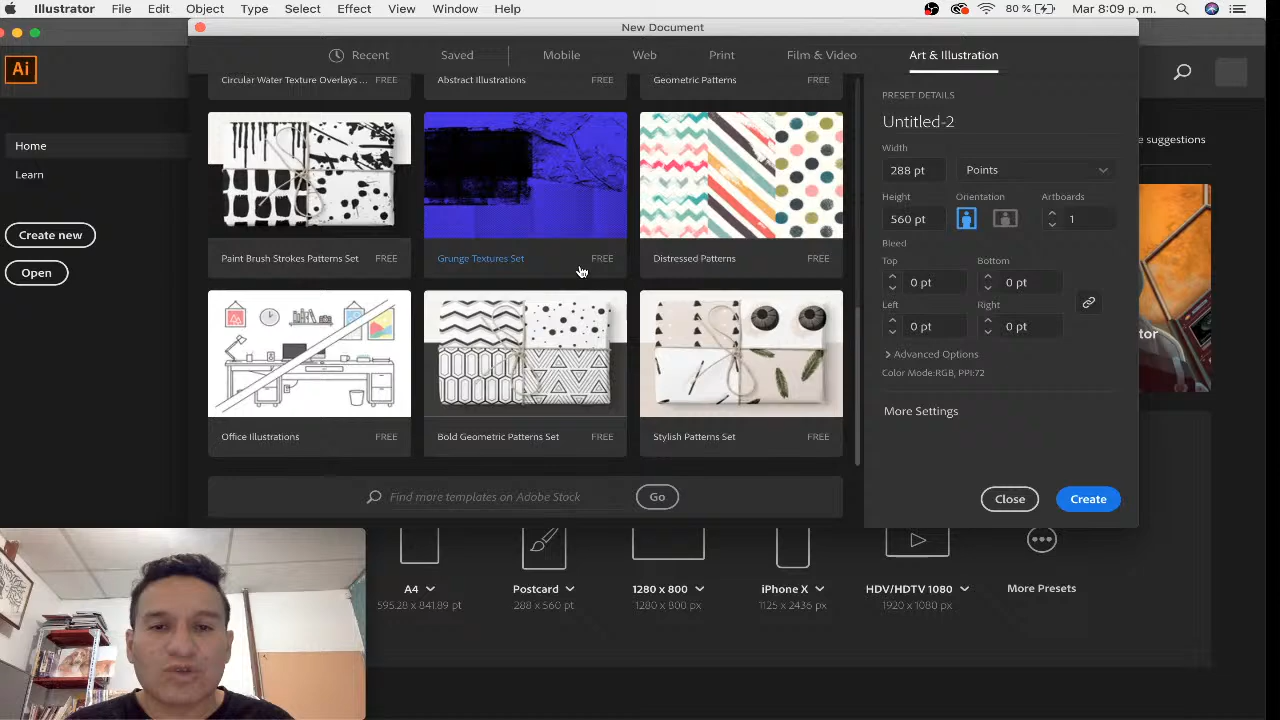 Illustrator File Edit Object Type Select Effect View Window Help
80 % Mar 8:09 p. m.
New Document
Ai
Recent Saved Mobile Web Print Film & Video Art & Illustration
Circular Water Texture Overlays ... FREE
Abstract Illustrations FREE
Geometric Patterns FREE
Home
Learn
Create new
Open
Paint Brush Strokes Patterns Set FREE
Grunge Textures Set FREE
Distressed Patterns FREE
Office Illustrations FREE
Bold Geometric Patterns Set FREE
Stylish Patterns Set FREE
Find more templates on Adobe Stock
Go
PRESET DETAILS
Untitled-2
Width
288 pt Points
Height Orientation Artboards
560 pt 1
Bleed
Top Bottom
0 pt 0 pt
Left Right
0 pt 0 pt
Advanced Options
Color Mode:RGB, PPI:72
More Settings
Close Create
e suggestions
tor
A4 Postcard 1280 x 800 iPhone X HDV/HDTV 1080 More Presets
595.28 x 841.89 pt 288 x 560 pt 1280 x 800 px 1125 x 2436 px 1920 x 1080 px